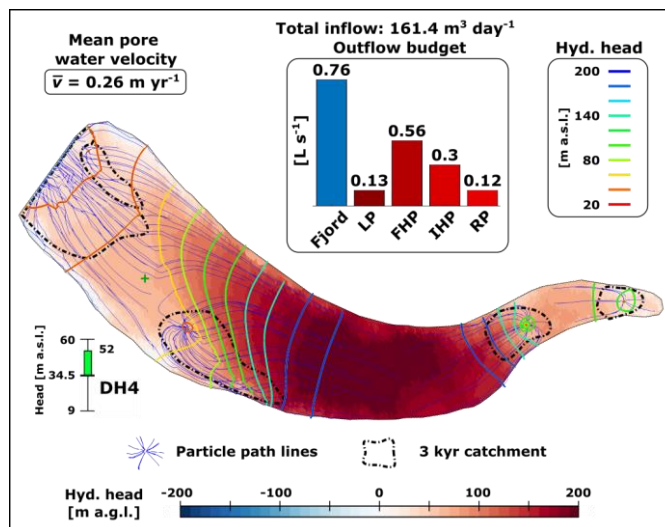 Mean pore
water velocity
v̅ = 0.26 m yr⁻¹
Total inflow: 161.4 m³ day⁻¹
Outflow budget
[L s⁻¹]
0.76
0.13
0.56
0.3
0.12
Fjord
LP
FHP
IHP
RP
Hyd. head
[m a.s.l.]
200
140
80
20
Head [m a.s.l.]
60
52
34.5
DH4
9
Particle path lines
3 kyr catchment
Hyd. head
[m a.g.l.]
-200
-100
0
100
200